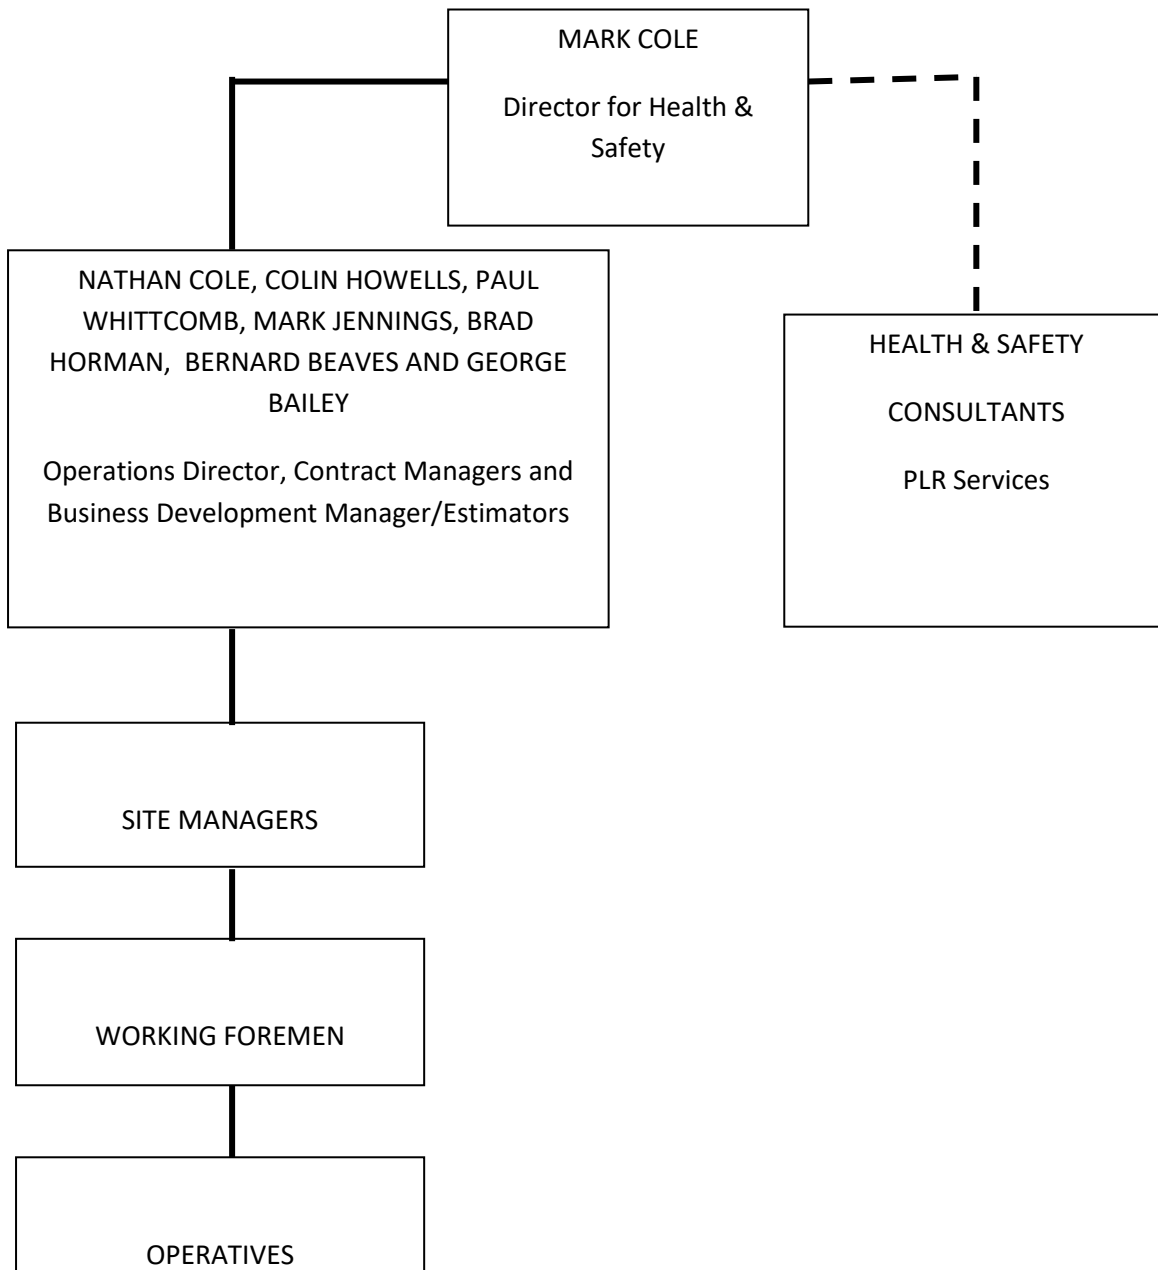 MARK COLE
Director for Health &
Safety
NATHAN COLE, COLIN HOWELLS, PAUL
WHITTCOMB, MARK JENNINGS, BRAD
HORMAN,  BERNARD BEAVES AND GEORGE
BAILEY
Operations Director, Contract Managers and
Business Development Manager/Estimators
HEALTH & SAFETY
CONSULTANTS
PLR Services
SITE MANAGERS
WORKING FOREMEN
OPERATIVES